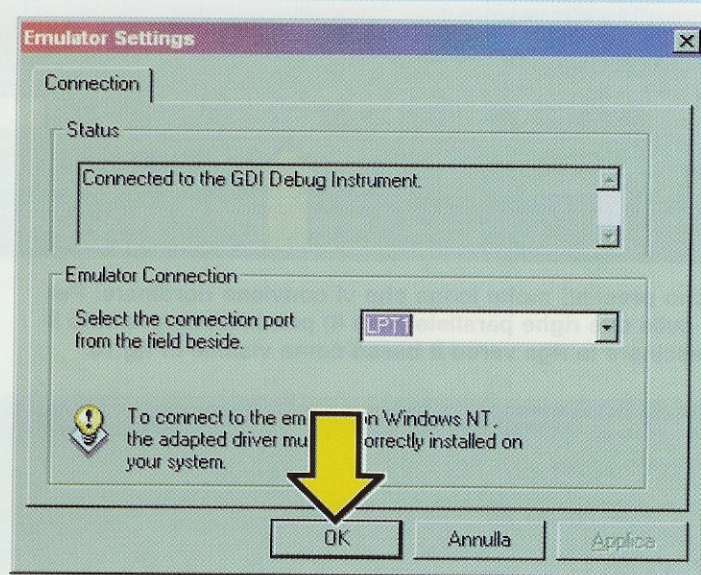 Emulator Settings
Connection
Status
Connected to the GDI Debug Instrument.
Emulator Connection
Select the connection port
from the field beside.
LPT1
To connect to the em n Windows NT,
the adapted driver mu orrectly installed on
your system.
OK
Annulla
Applica